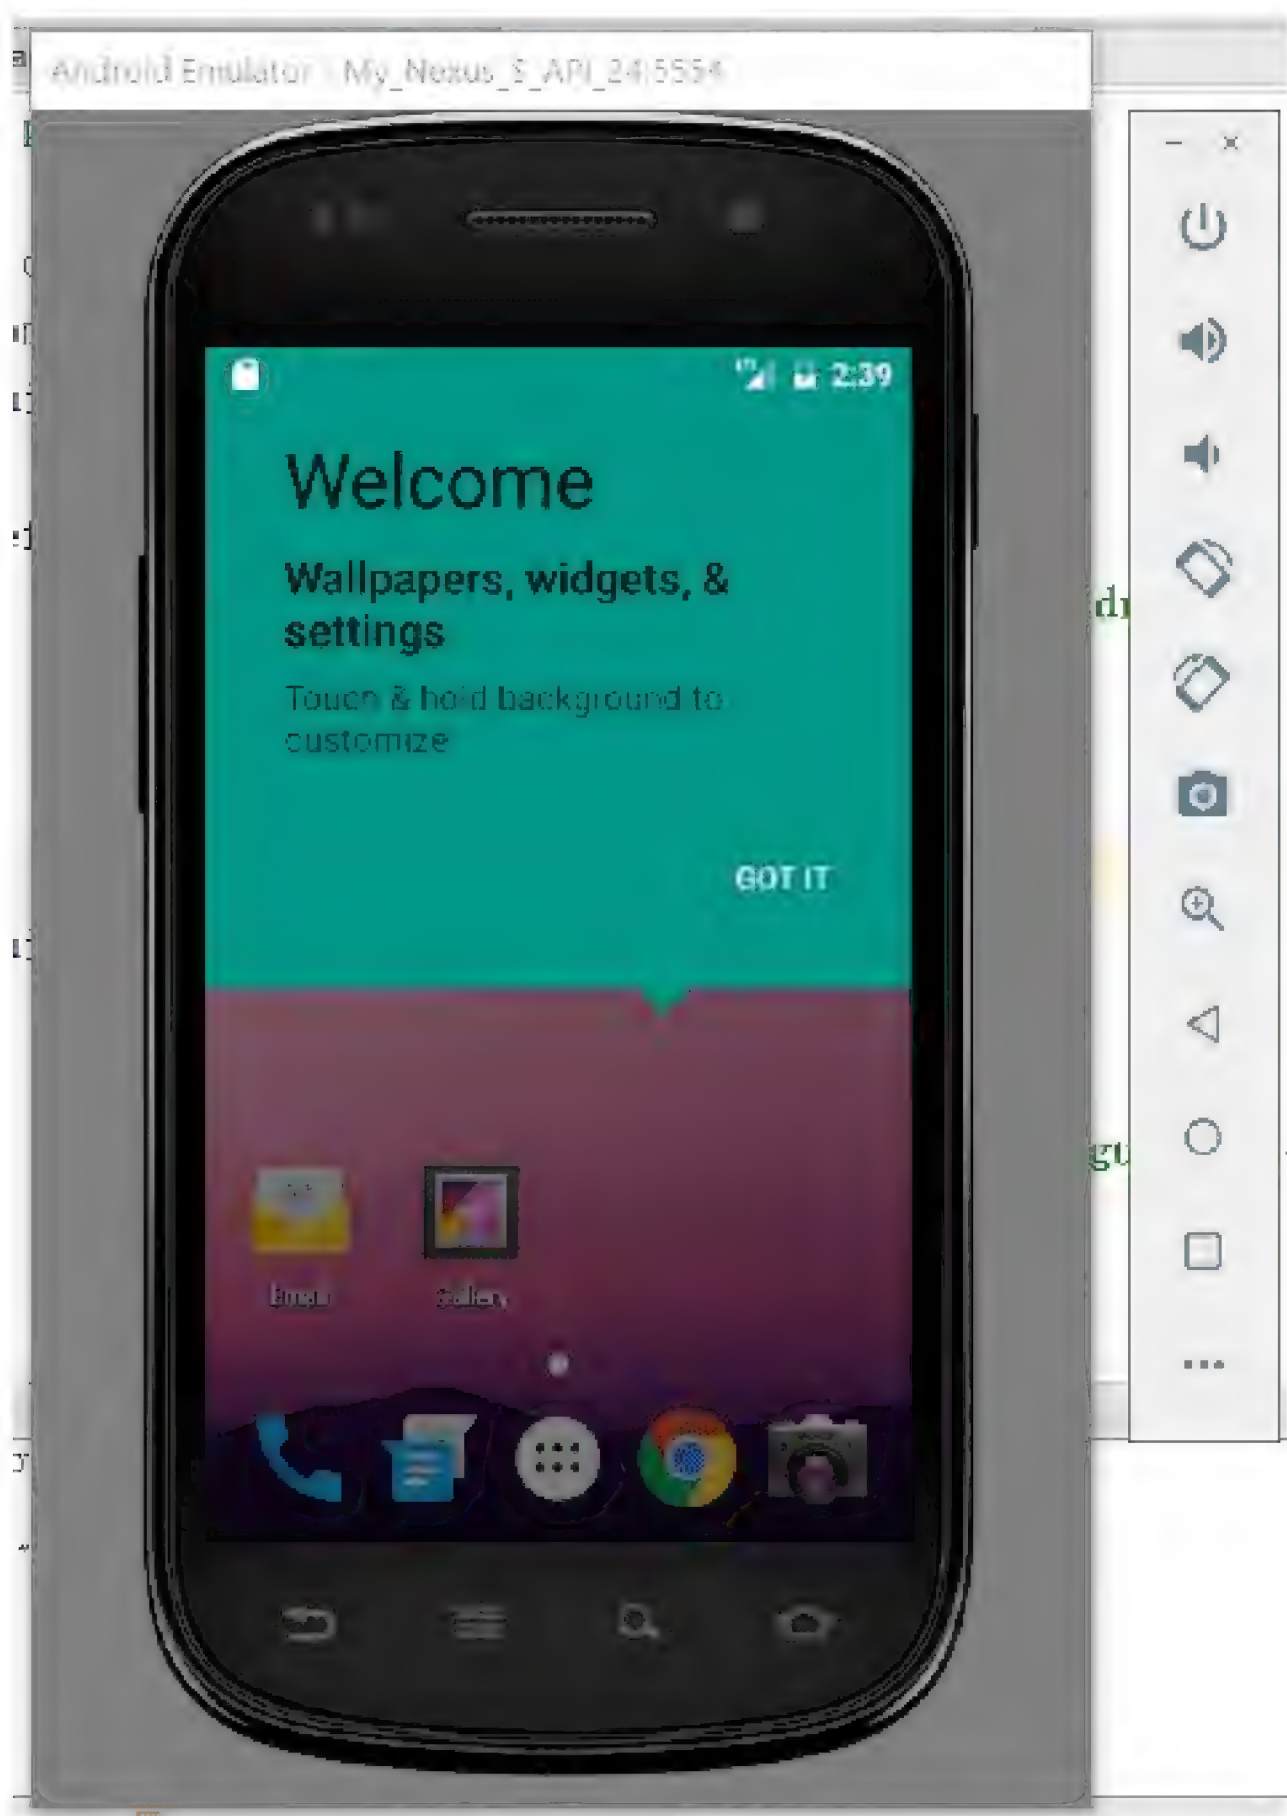 Android Emulator - My_Nexus_S_API_24:5554
2:39
Welcome
Wallpapers, widgets, &
settings
Touch & hold background to
customize
GOT IT
Email
Gallery